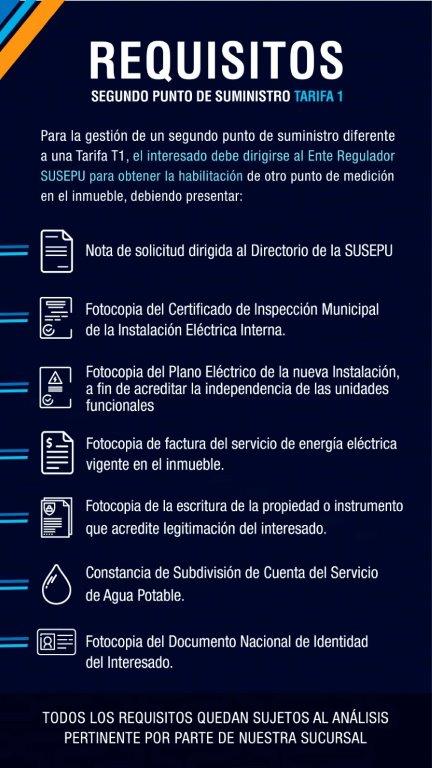 REQUISITOS
SEGUNDO PUNTO DE SUMINISTRO TARIFA 1
Para la gestión de un segundo punto de suministro diferente
a una Tarifa T1, el interesado debe dirigirse al Ente Regulador
SUSEPU para obtener la habilitación de otro punto de medición
en el inmueble, debiendo presentar:
Nota de solicitud dirigida al Directorio de la SUSEPU
Fotocopia del Certificado de Inspección Municipal
de la Instalación Eléctrica Interna.
Fotocopia del Plano Eléctrico de la nueva Instalación,
a fin de acreditar la independencia de las unidades
funcionales
$
Fotocopia de factura del servicio de energía eléctrica
vigente en el inmueble.
Fotocopia de la escritura de la propiedad o instrumento
que acredite legitimación del interesado.
Constancia de Subdivisión de Cuenta del Servicio
de Agua Potable.
Fotocopia del Documento Nacional de Identidad
del Interesado.
TODOS LOS REQUISITOS QUEDAN SUJETOS AL ANÁLISIS
PERTINENTE POR PARTE DE NUESTRA SUCURSAL